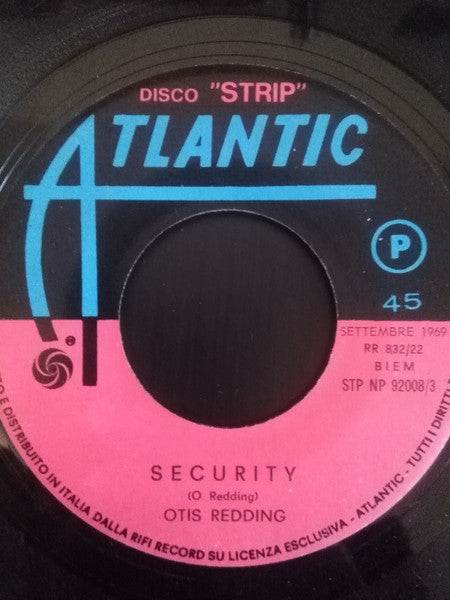 DISCO "STRIP"
ATLANTIC
P
45
SETTEMBRE 1969
RR 832/22
BIEM
STP NP 92008/3
SECURITY
(O. Redding)
OTIS REDDING
E DISTRIBUITO IN ITALIA DALLA RIFI RECORD SU LICENZA ESCLUSIVA - ATLANTIC - TUTTI I DIRITTI